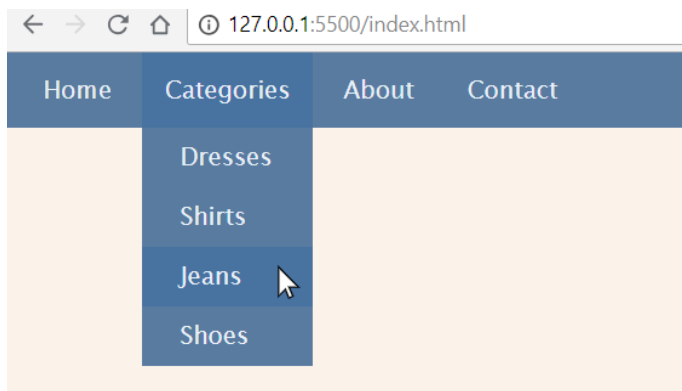 127.0.0.1:5500/index.html
Home Categories About Contact
Dresses
Shirts
Jeans
Shoes